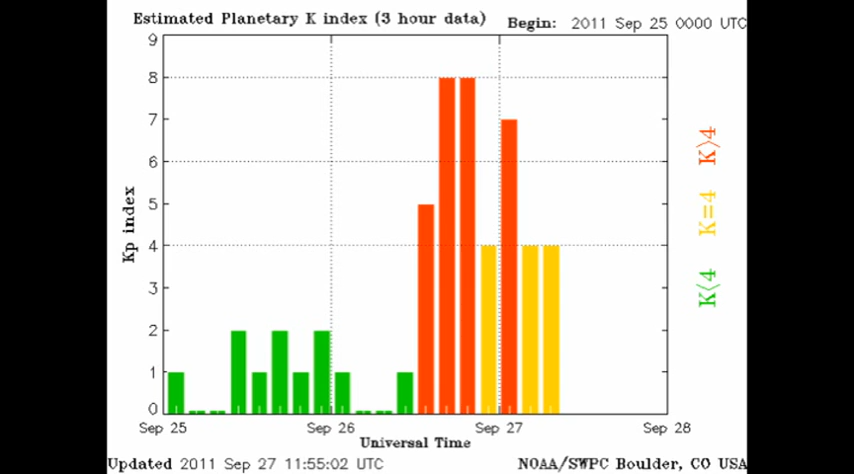 Estimated Planetary K index (3 hour data)
Begin: 2011 Sep 25 0000 UTC
9
8
7
6
5
4
3
2
1
0
Kp index
K<4 K=4 K>4
Sep 25 Sep 26 Sep 27 Sep 28
Universal Time
Updated 2011 Sep 27 11:55:02 UTC
NOAA/SWPC Boulder, CO USA